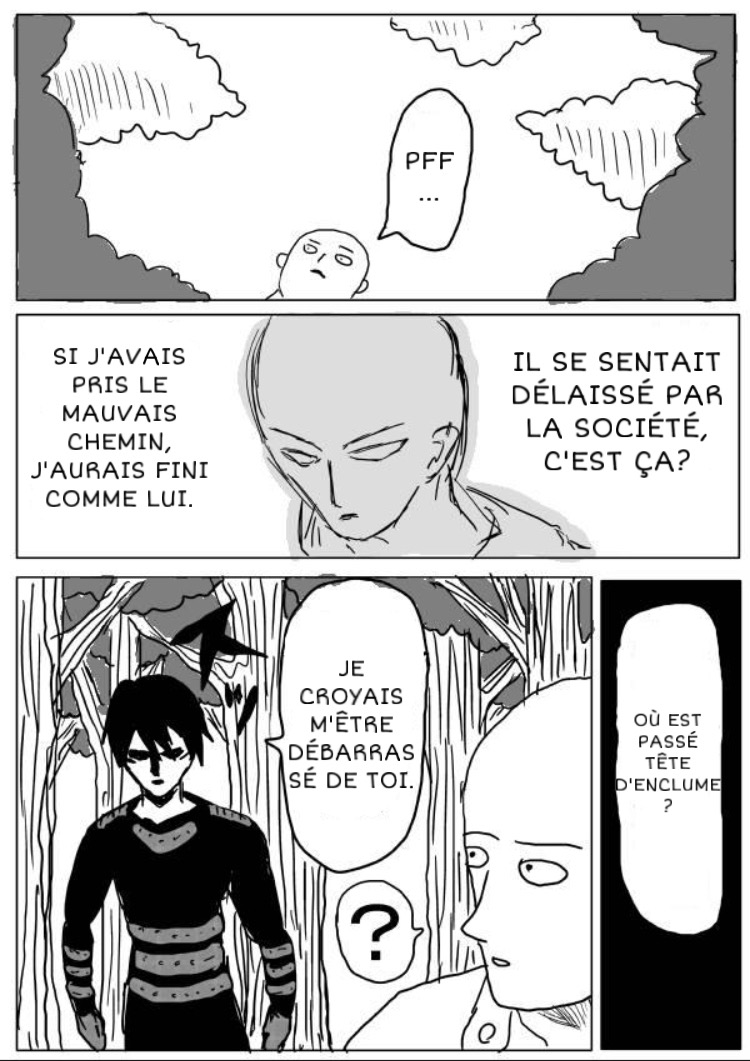 PFF
...
IL SE SENTAIT
DÉLAISSÉ PAR
LA SOCIÉTÉ,
C'EST ÇA?
SI J'AVAIS
PRIS LE
MAUVAIS
CHEMIN,
J'AURAIS FINI
COMME LUI.
OÙ EST
PASSÉ
TÊTE
D'ENCLUME
?
JE
CROYAIS
M'ÊTRE
DÉBARRAS
SÉ DE TOI.
?